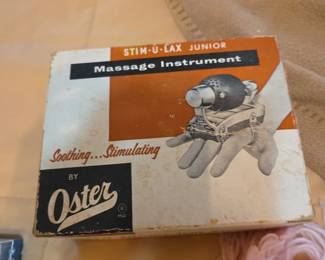 STIM-U-LAX JUNIOR
Massage Instrument
Soothing...Stimulating
BY
Oster